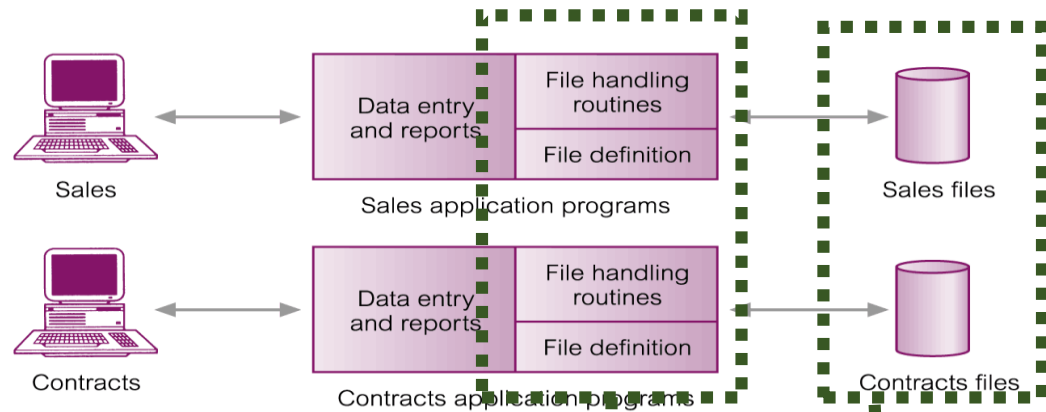 Data entry
and reports
File handling
routines
File definition
Sales
Sales application programs
Sales files
Data entry
and reports
File handling
routines
File definition
Contracts
Contracts application programs
Contracts files